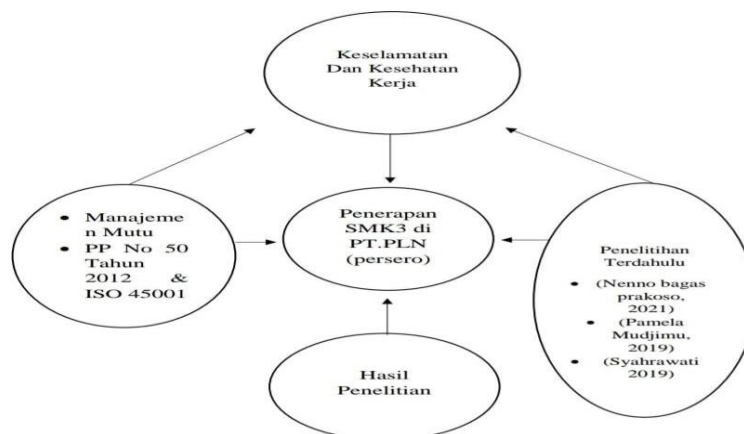 Keselamatan
Dan Kesehatan
Kerja
• Manajeme
n Mutu
• PP No 50
Tahun
2012 &
ISO 45001
Penerapan
SMK3 di
PT.PLN
(persero)
Penelitihan
Terdahulu
• (Nenno bagas
prakoso,
2021)
• (Pamela
Mudjimu,
2019)
• (Syahrawati
2019)
Hasil
Penelitian